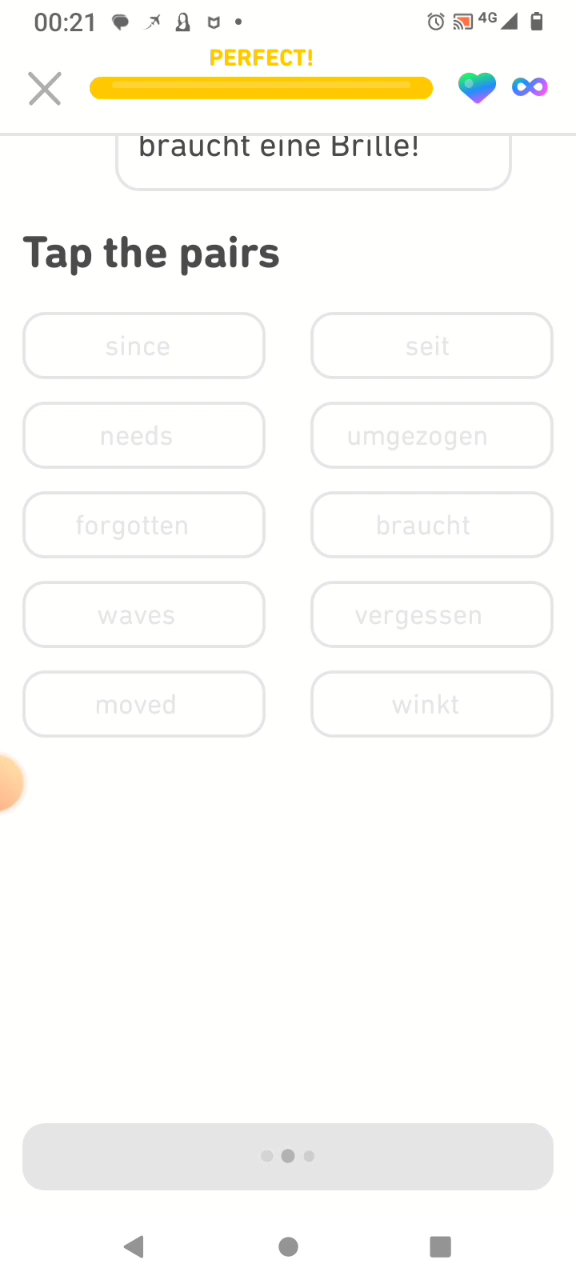 00:21
4G
PERFECT!
braucht eine Brille!
Tap the pairs
since seit
needs umgezogen
forgotten braucht
waves vergessen
moved winkt